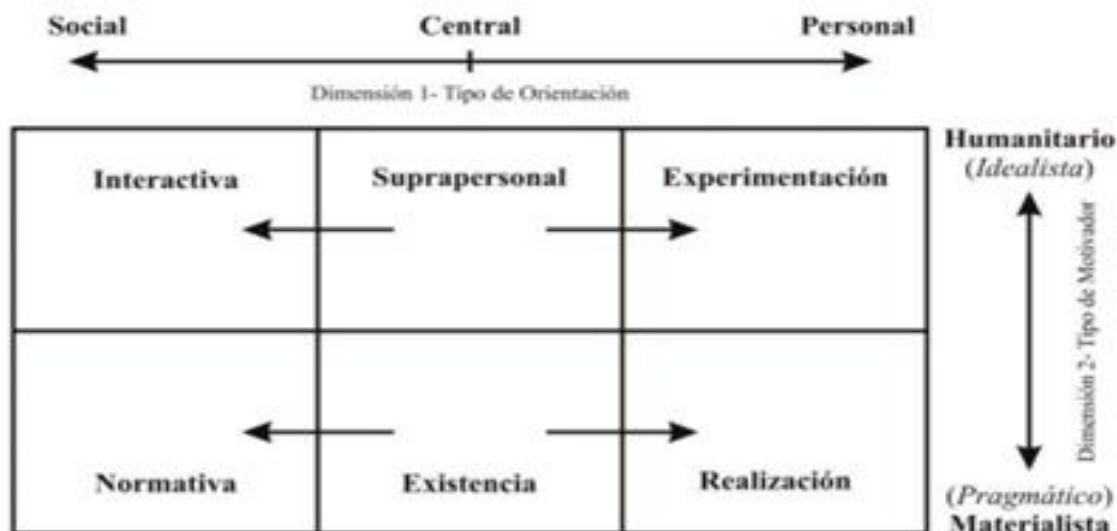 Social Central Personal
Dimensión 1- Tipo de Orientación
Interactiva Suprapersonal Experimentación
Humanitario
(Idealista)
Dimensión 2- Tipo de Motivador
Normativa Existencia Realización
(Pragmático)
Materialista